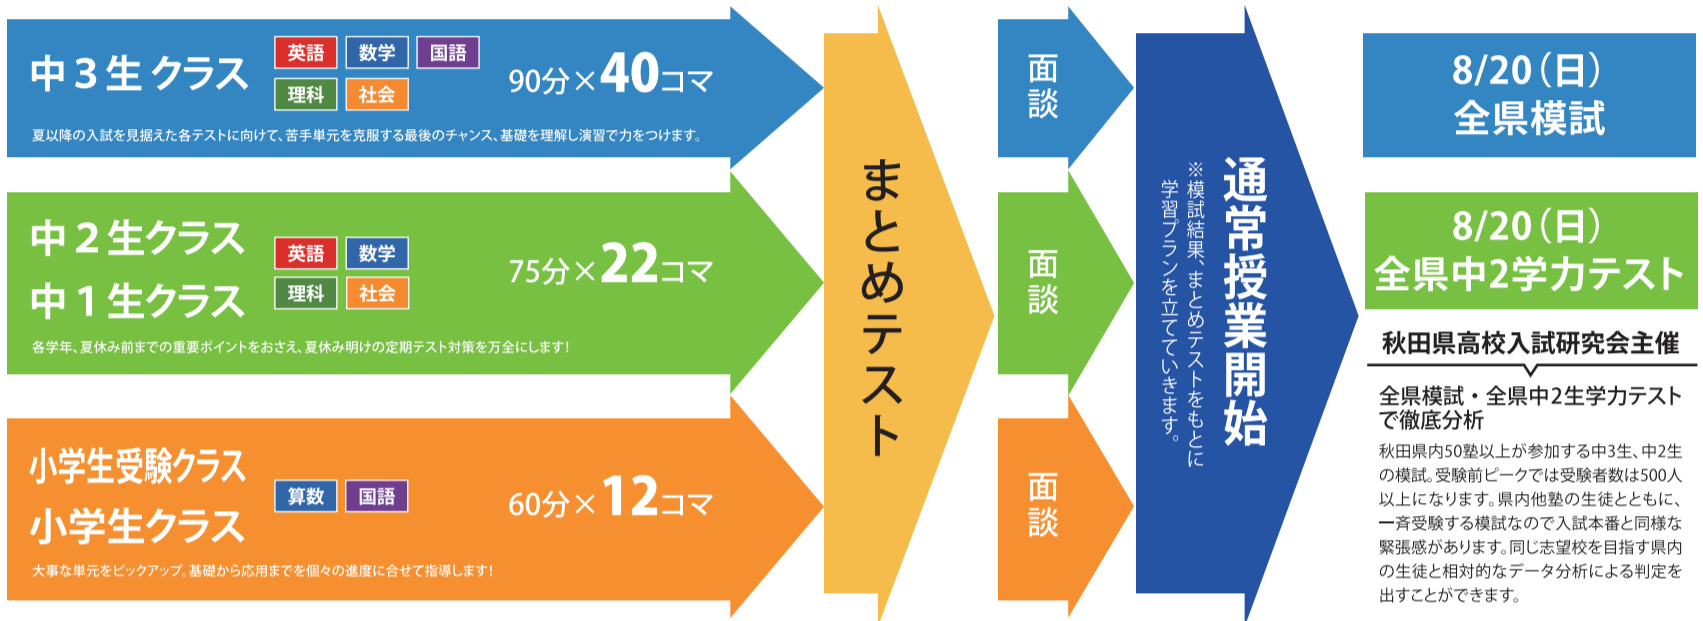 中３生 クラス
英語 数学 国語
理科 社会
90分×40コマ
夏以降の入試を見据えた各テストに向けて、苦手単元を克服する最後のチャンス、基礎を理解し演習で力をつけます。
中２生クラス
中１生クラス
英語 数学
理科 社会
75分×22コマ
各学年、夏休み前までの重要ポイントをおさえ、夏休み明けの定期テスト対策を万全にします！
小学生受験クラス
小学生クラス
算数 国語
60分×12コマ
大事な単元をピックアップ。基礎から応用までを個々の進度に合せて指導します！
まとめテスト
面談
面談
面談
通常授業開始
※模試結果、まとめテストをもとに
学習プランを立てていきます。
8/20（日）
全県模試
8/20（日）
全県中2学力テスト
秋田県高校入試研究会主催
全県模試・全県中2生学力テスト
で徹底分析
秋田県内50塾以上が参加する中3生、中2生
の模試。受験前ピークでは受験者数は500人
以上になります。県内他塾の生徒とともに、
一斉受験する模試なので入試本番と同様な
緊張感があります。同じ志望校を目指す県内
の生徒と相対的なデータ分析による判定を
出すことができます。